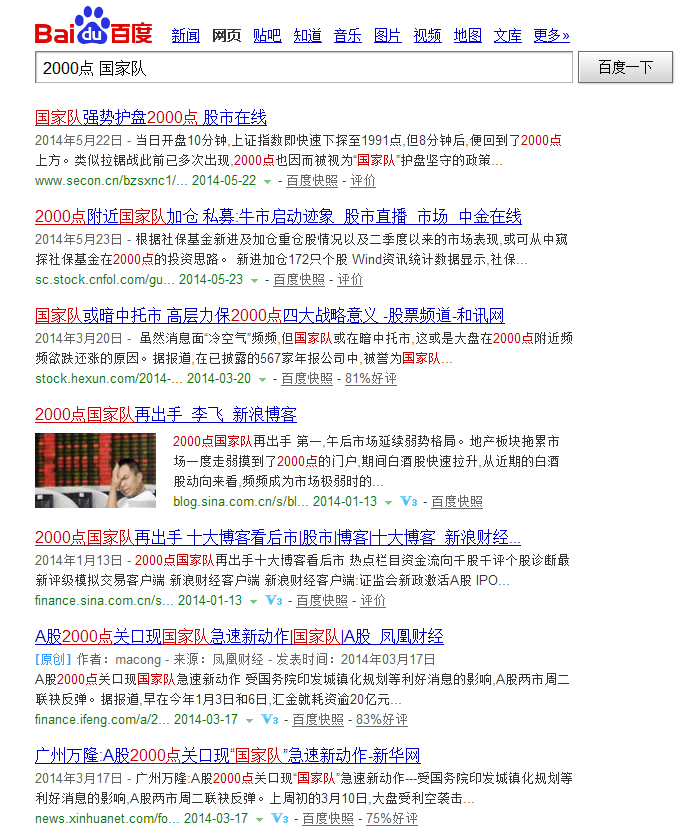 Bai du 百度 新闻 网页 贴吧 知道 音乐 图片 视频 地图 文库 更多»
2000点 国家队 百度一下
国家队强势护盘2000点_股市在线
2014年5月22日 - 当日开盘10分钟,上证指数即快速下探至1991点,但8分钟后,便回到了2000点
上方。类似拉锯战此前已多次出现,2000点也因而被视为“国家队”护盘坚守的政策...
www.secon.cn/bzsxnc1/... 2014-05-22 - 百度快照 - 评价
2000点附近国家队加仓 私募:牛市启动迹象_股市直播_市场_中金在线
2014年5月23日 - 根据社保基金新进及加仓重仓股情况以及二季度以来的市场表现,或可从中窥
探社保基金在2000点的投资思路。 新进加仓172只个股 Wind资讯统计数据显示,社保...
sc.stock.cnfol.com/gu... 2014-05-23 - 百度快照 - 评价
国家队或暗中托市 高层力保2000点四大战略意义 -股票频道-和讯网
2014年3月20日 - 虽然消息面“冷空气”频频,但国家队或在暗中托市,这或是大盘在2000点附近频
频欲跌还涨的原因。据报道,在已披露的567家年报公司中,被誉为国家队...
stock.hexun.com/2014-... 2014-03-20 - 百度快照 - 81%好评
2000点国家队再出手_李飞_新浪博客
2000点国家队再出手 第一,午后市场延续弱势格局。地产板块拖累市
场一度走弱摸到了2000点的门户,期间白酒股快速拉升,从近期的白酒
股动向来看,频频成为市场极弱时的...
blog.sina.com.cn/s/bl... 2014-01-13 V3 - 百度快照
2000点国家队再出手 十大博客看后市|股市|博客|十大博客_新浪财经...
2014年1月13日 - 2000点国家队再出手十大博客看后市 热点栏目资金流向千股千评个股诊断最
新评级模拟交易客户端 新浪财经客户端 新浪财经客户端:证监会新政激活A股 IPO...
finance.sina.com.cn/s... 2014-01-13 V3 - 百度快照 - 评价
A股2000点关口现国家队急速新动作|国家队|A股_凤凰财经
[原创] 作者：macong - 来源：凤凰财经 - 发表时间：2014年03月17日
A股2000点关口现国家队急速新动作 受国务院印发城镇化规划等利好消息的影响,A股两市周二
联袂反弹。据报道,早在今年1月3日和6日,汇金就耗资逾20亿元...
finance.ifeng.com/a/2... 2014-03-17 V3 - 百度快照 - 83%好评
广州万隆:A股2000点关口现“国家队”急速新动作-新华网
2014年3月17日 - 广州万隆:A股2000点关口现“国家队”急速新动作---受国务院印发城镇化规划等
利好消息的影响,A股两市周二联袂反弹。上周初的3月10日,大盘受利空袭击...
news.xinhuanet.com/fo... 2014-03-17 V3 - 百度快照 - 75%好评